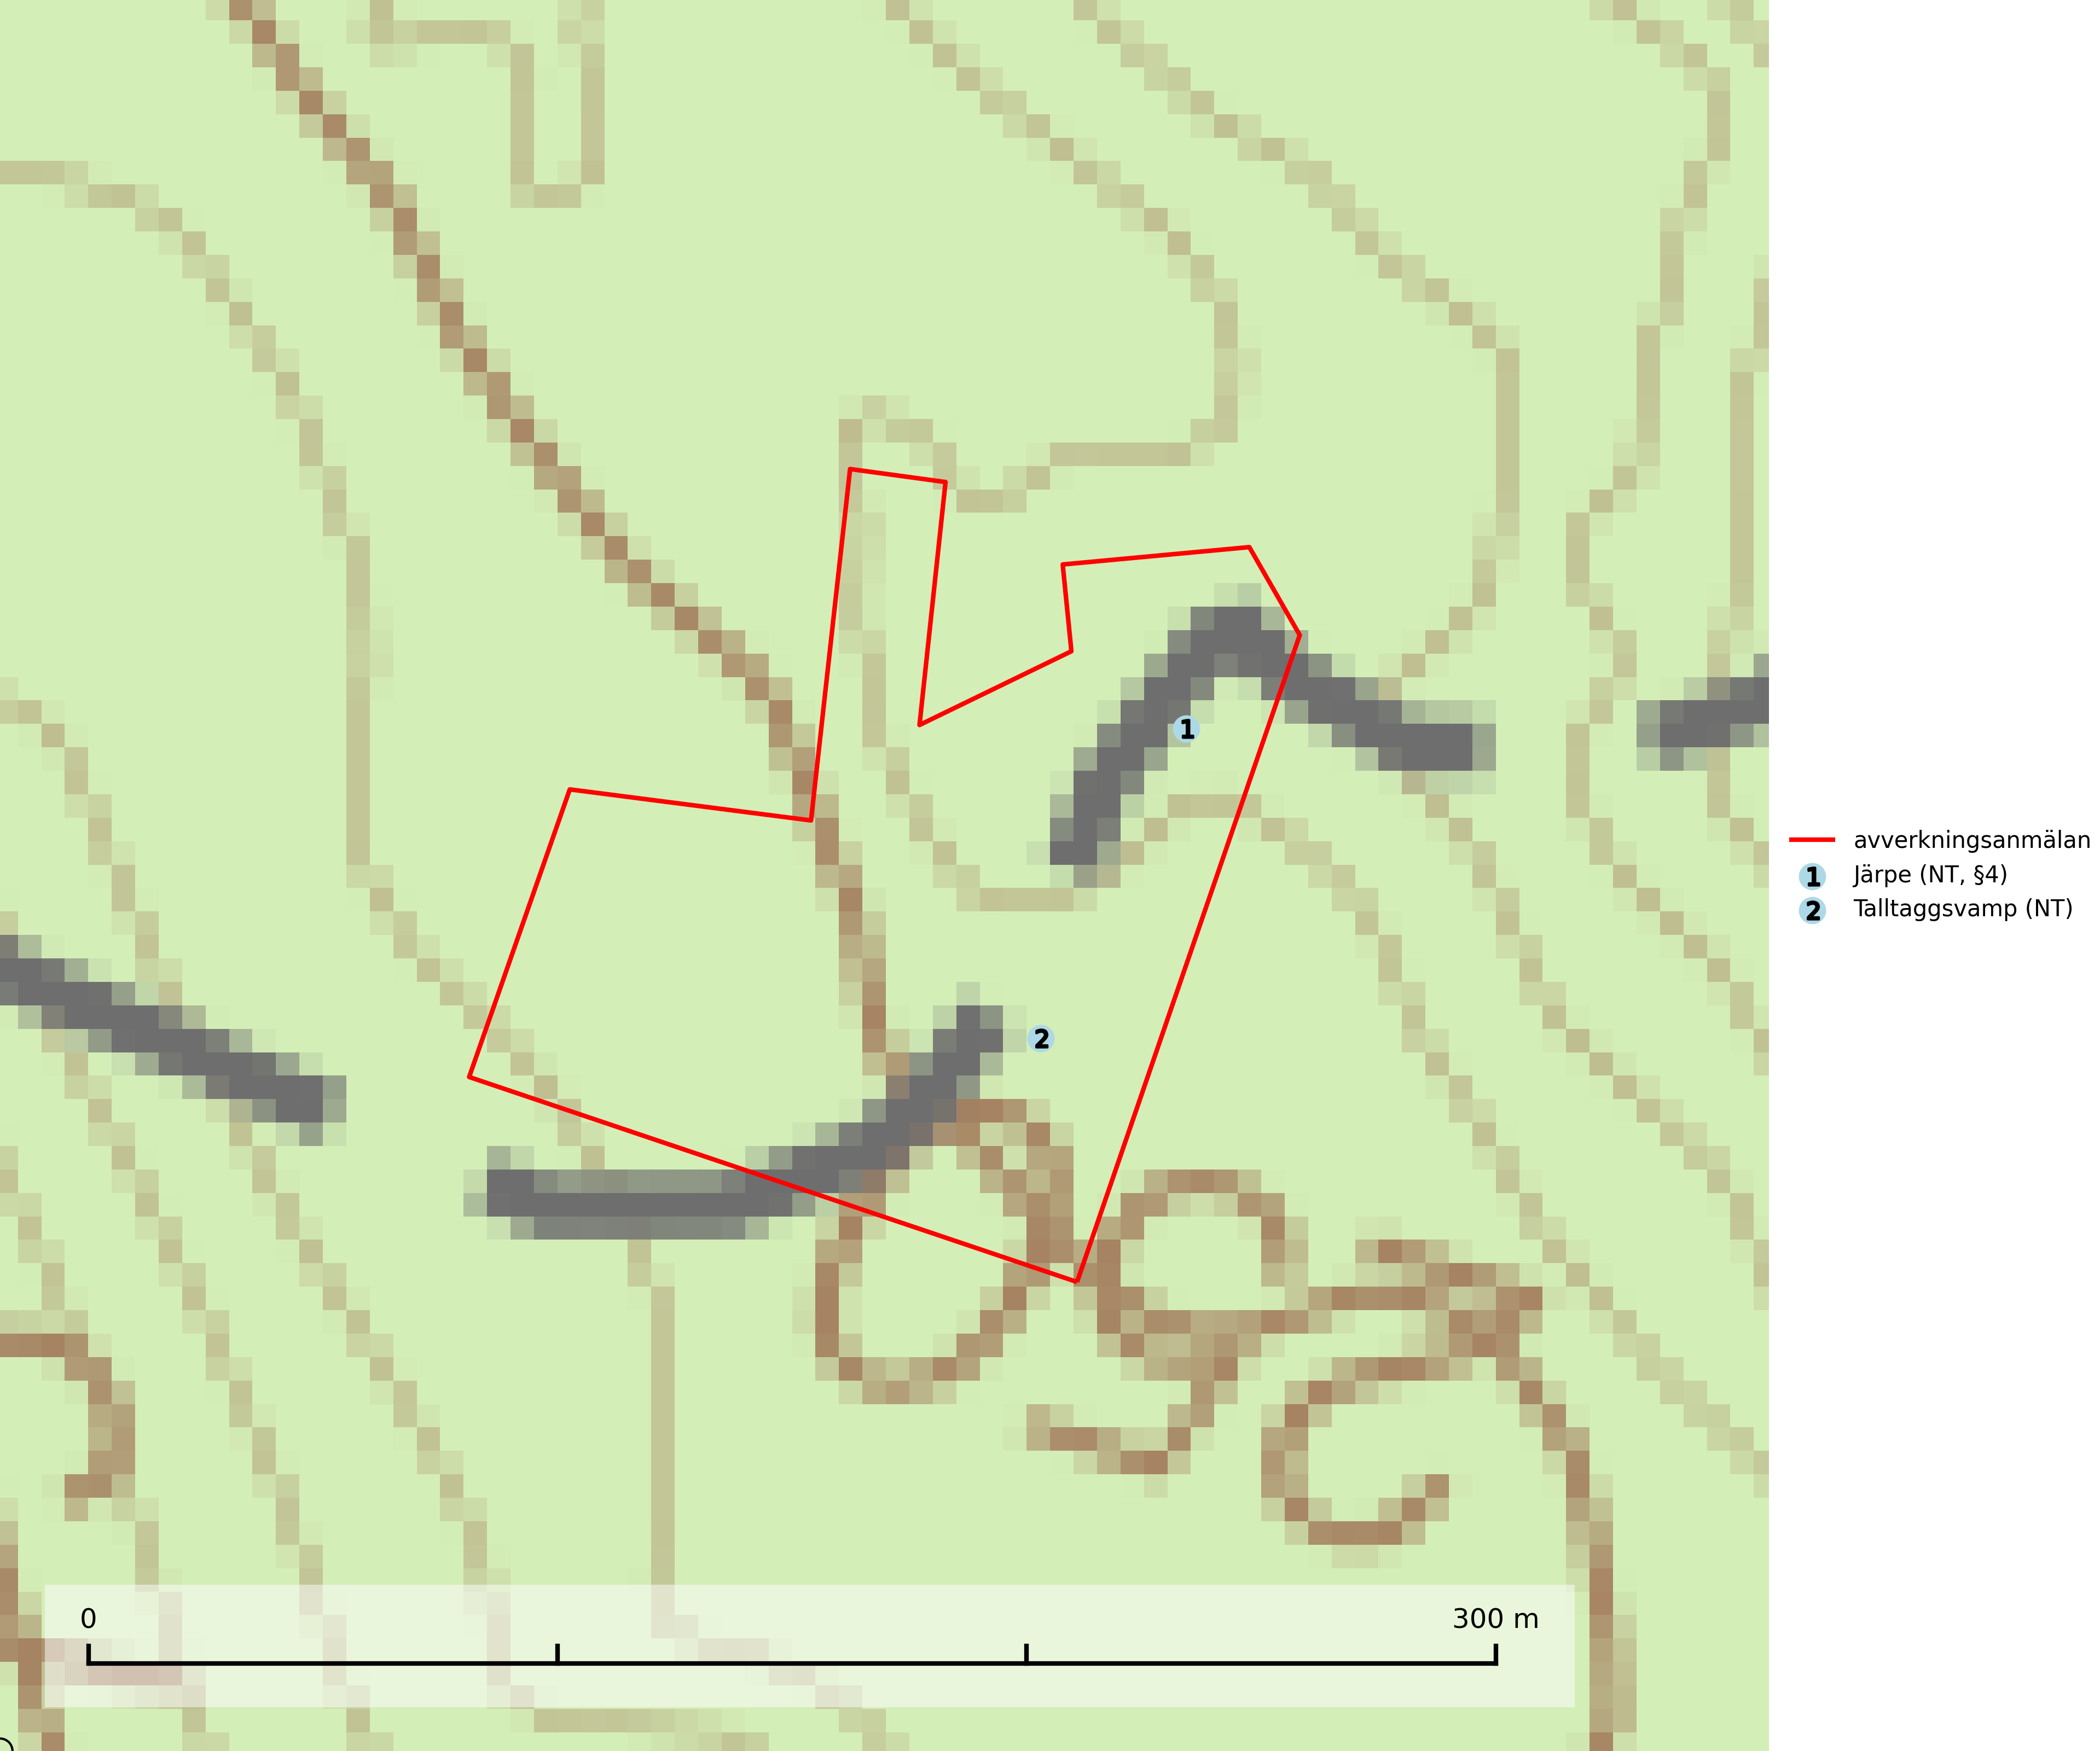 1
2
avverkningsanmälan
1 Järpe (NT, §4)
2 Talltaggsvamp (NT)
0 300 m